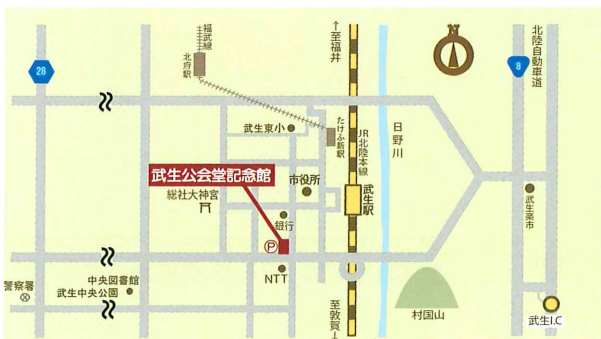 福武線
北府駅
↑至福井
8
北陸自動車道
28
武生東小
たけふ新駅
JR北陸本線
日野川
武生公会堂記念館
総社大神宮
市役所
武生駅
武生楽市
銀行
P
NTT
警察署
中央図書館
武生中央公園
至敦賀↓
村国山
武生I.C